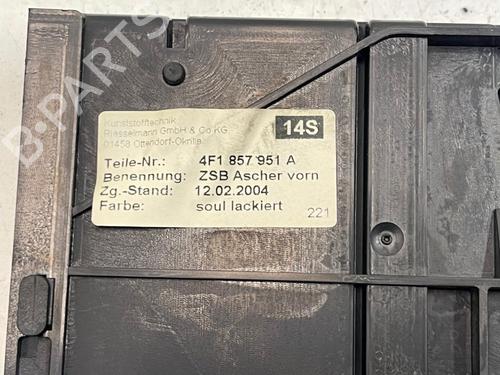 Kunststofftechnik
Riesselmann GmbH & Co KG
01458 Ottendorf-Okrilla
14S
Teile-Nr.: 4F1 857 951 A
Benennung: ZSB Ascher vorn
Zg.-Stand: 12.02.2004
Farbe: soul lackiert
221
B-PARTS